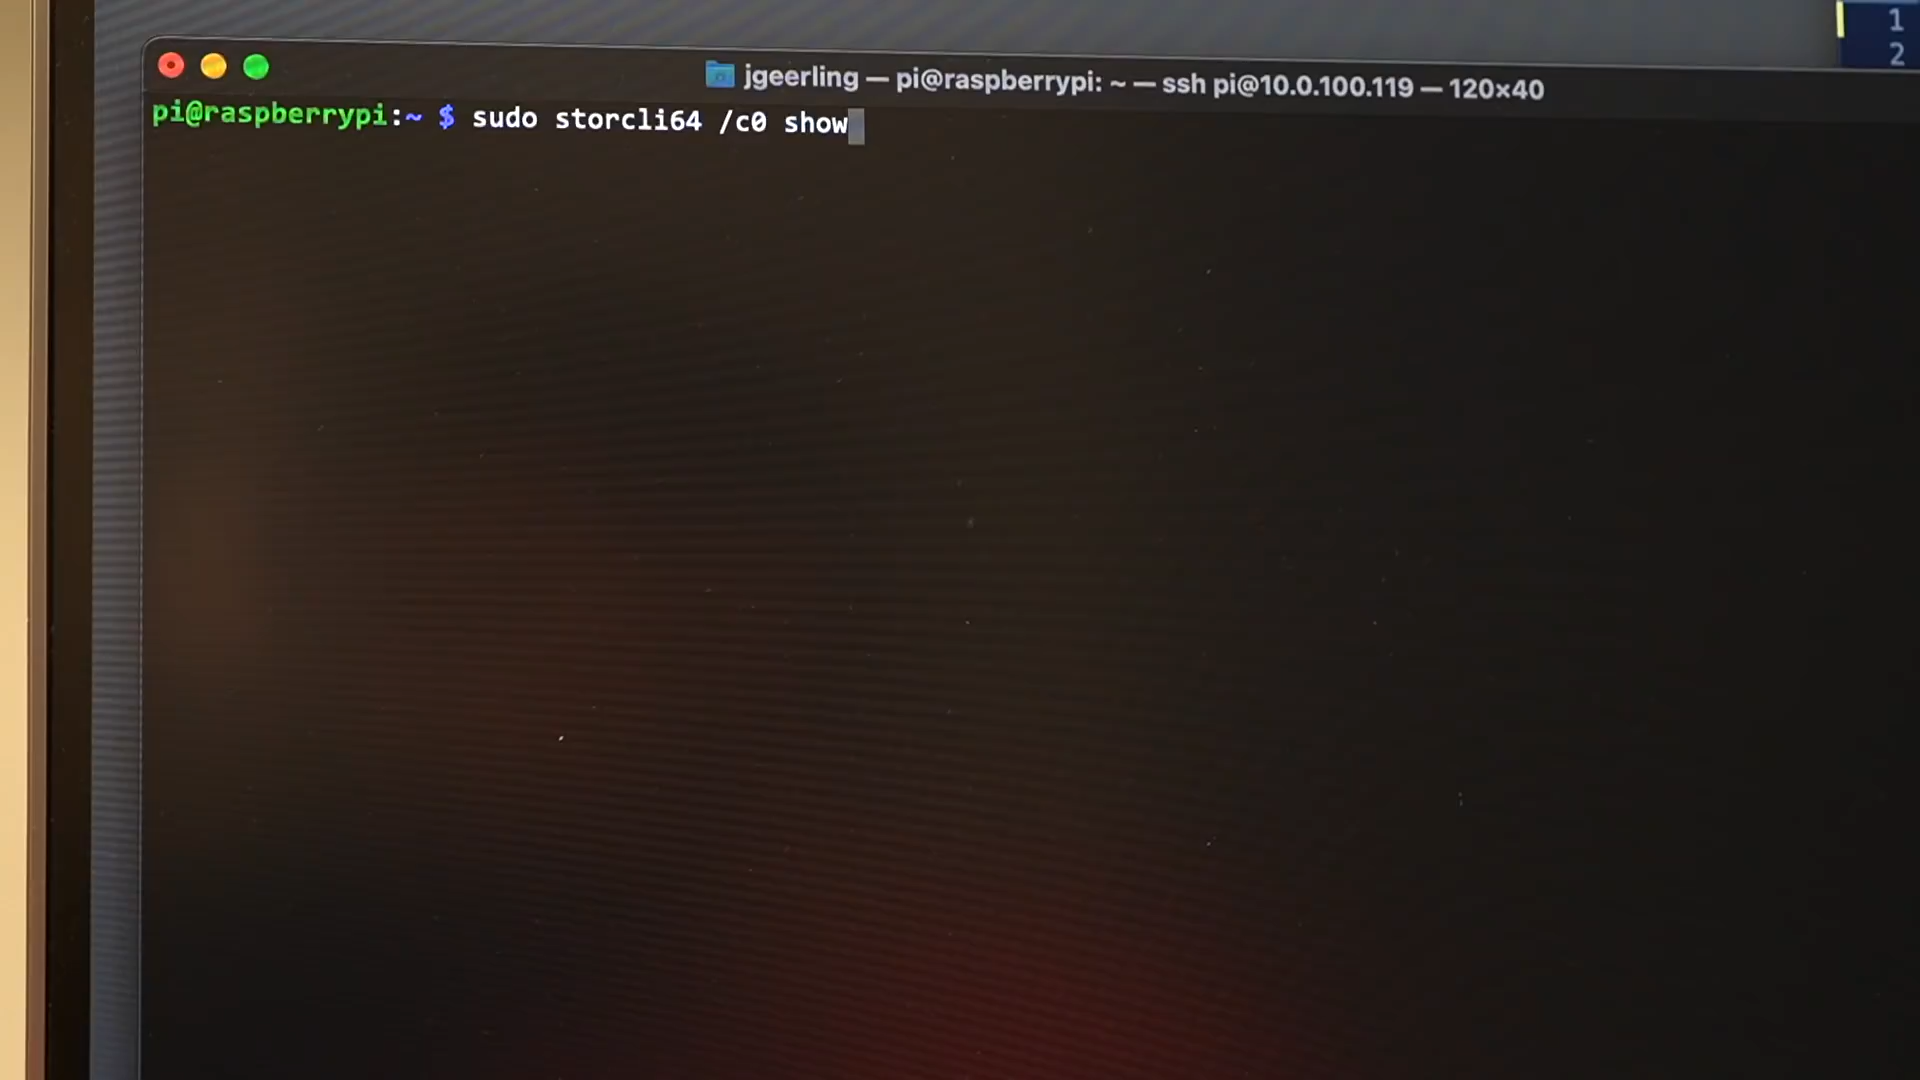 jgeerling — pi@raspberrypi: ~ — ssh pi@10.0.100.119 — 120×40
pi@raspberrypi:~ $ sudo storcli64 /c0 show
1
2